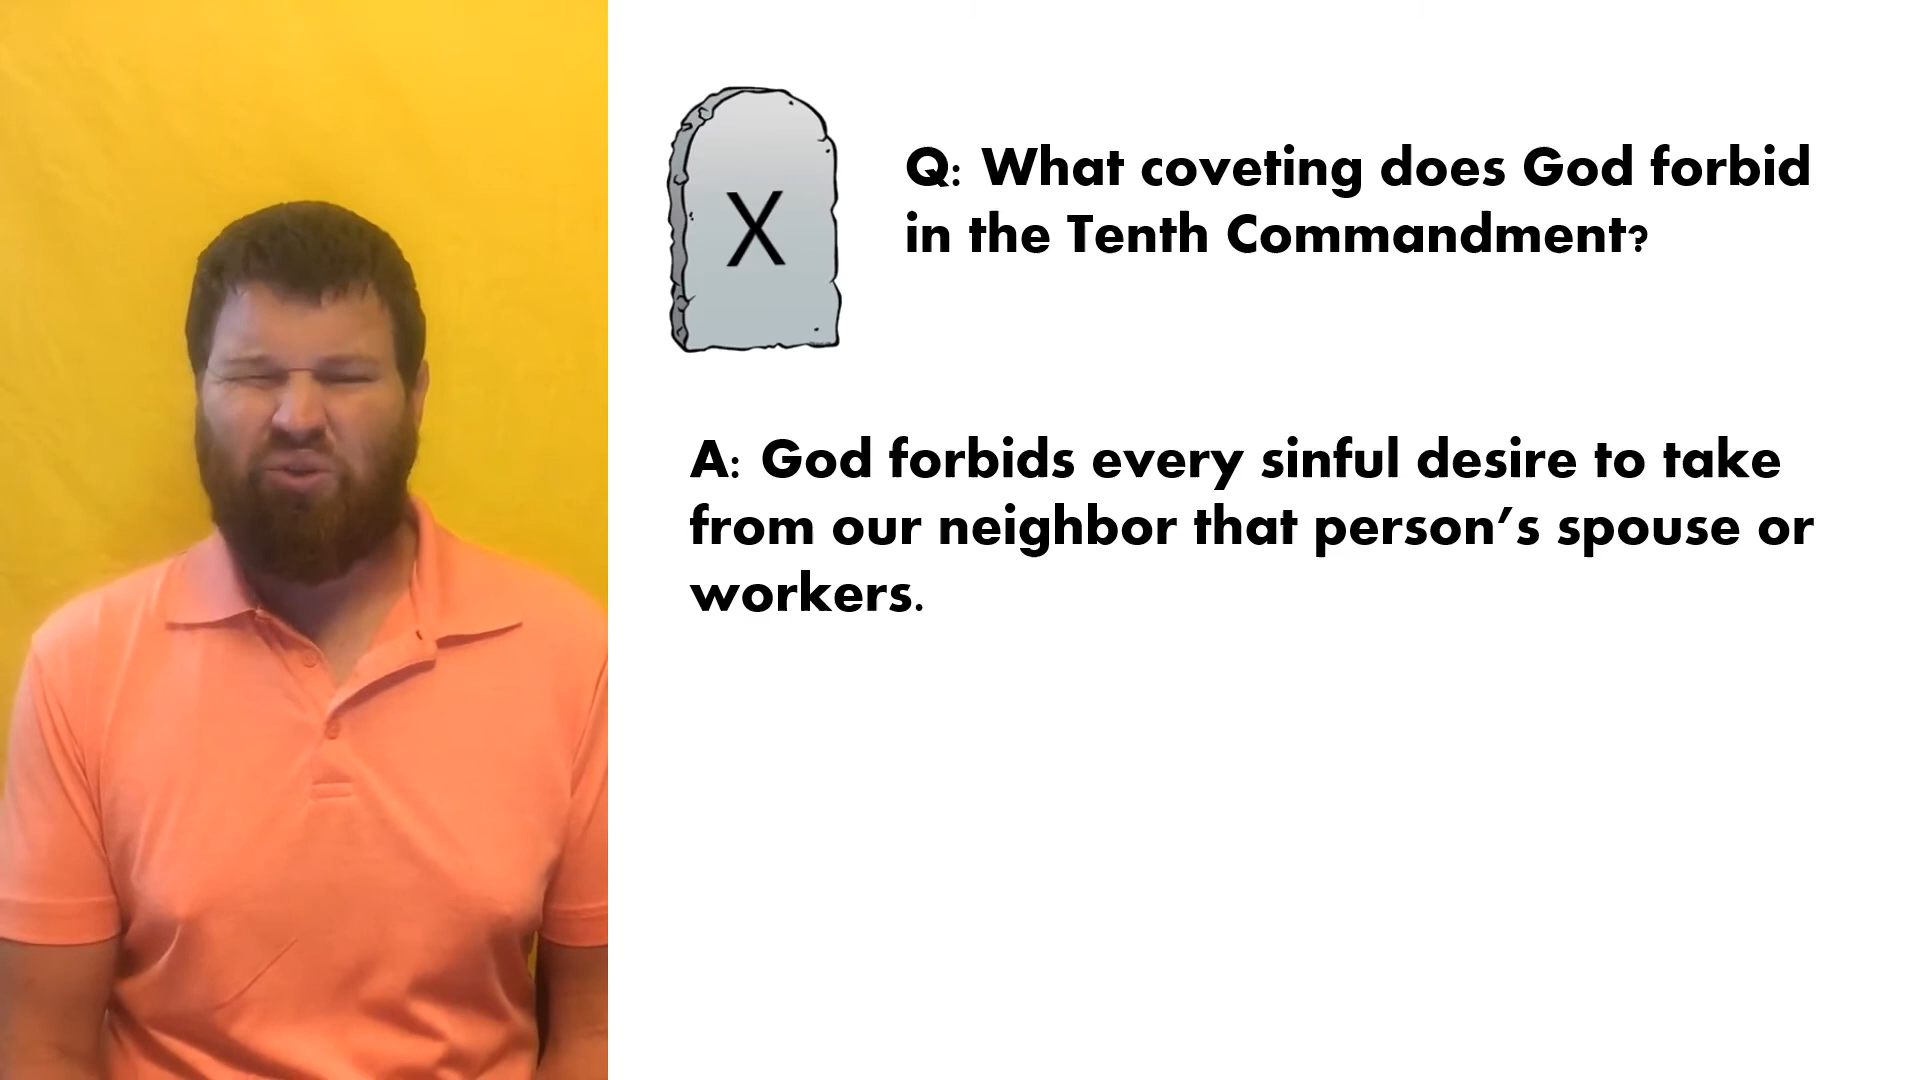 X
Q: What coveting does God forbid
in the Tenth Commandment?
A: God forbids every sinful desire to take
from our neighbor that person’s spouse or
workers.